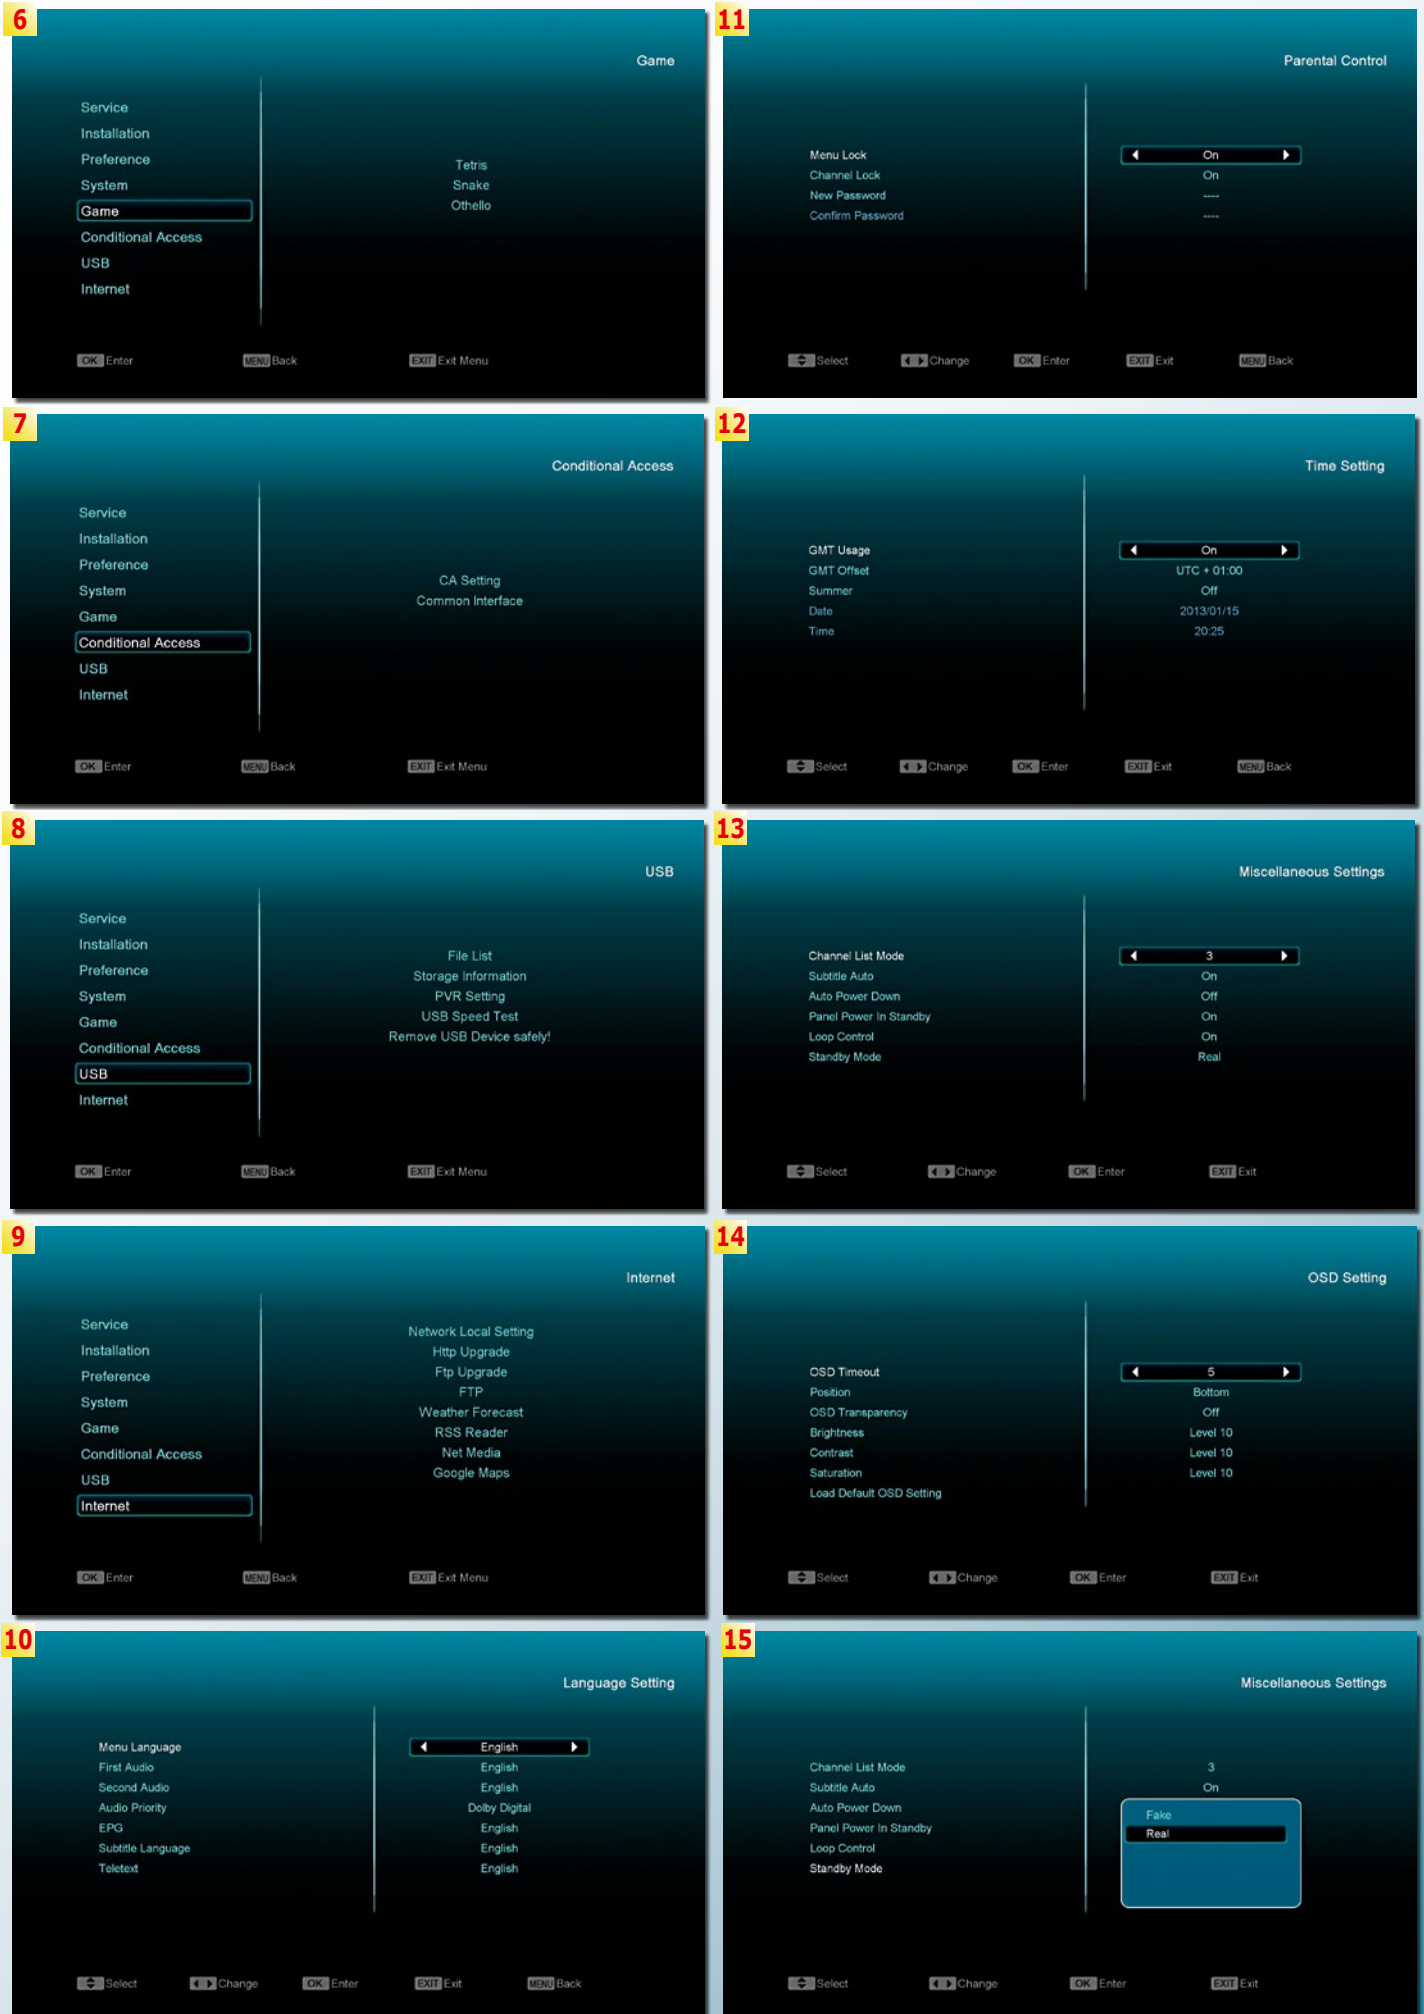 6
Game
Service
Installation
Preference
System
Game
Conditional Access
USB
Internet
Tetris
Snake
Othello
OK Enter MENU Back EXIT Exit Menu
7
Conditional Access
Service
Installation
Preference
System
Game
Conditional Access
USB
Internet
CA Setting
Common Interface
OK Enter MENU Back EXIT Exit Menu
8
USB
Service
Installation
Preference
System
Game
Conditional Access
USB
Internet
File List
Storage Information
PVR Setting
USB Speed Test
Remove USB Device safely!
OK Enter MENU Back EXIT Exit Menu
9
Internet
Service
Installation
Preference
System
Game
Conditional Access
USB
Internet
Network Local Setting
Http Upgrade
Ftp Upgrade
FTP
Weather Forecast
RSS Reader
Net Media
Google Maps
OK Enter MENU Back EXIT Exit Menu
10
Language Setting
Menu Language English
First Audio English
Second Audio English
Audio Priority Dolby Digital
EPG English
Subtitle Language English
Teletext English
Select Change OK Enter EXIT Exit MENU Back
11
Parental Control
Menu Lock On
Channel Lock On
New Password ----
Confirm Password ----
Select Change OK Enter EXIT Exit MENU Back
12
Time Setting
GMT Usage On
GMT Offset UTC + 01:00
Summer Off
Date 2013/01/15
Time 20:25
Select Change OK Enter EXIT Exit MENU Back
13
Miscellaneous Settings
Channel List Mode 3
Subtitle Auto On
Auto Power Down Off
Panel Power In Standby On
Loop Control On
Standby Mode Real
Select Change OK Enter EXIT Exit
14
OSD Setting
OSD Timeout 5
Position Bottom
OSD Transparency Off
Brightness Level 10
Contrast Level 10
Saturation Level 10
Load Default OSD Setting
Select Change OK Enter EXIT Exit
15
Miscellaneous Settings
Channel List Mode 3
Subtitle Auto On
Auto Power Down
Panel Power In Standby
Loop Control
Standby Mode
Fake
Real
Select Change OK Enter EXIT Exit